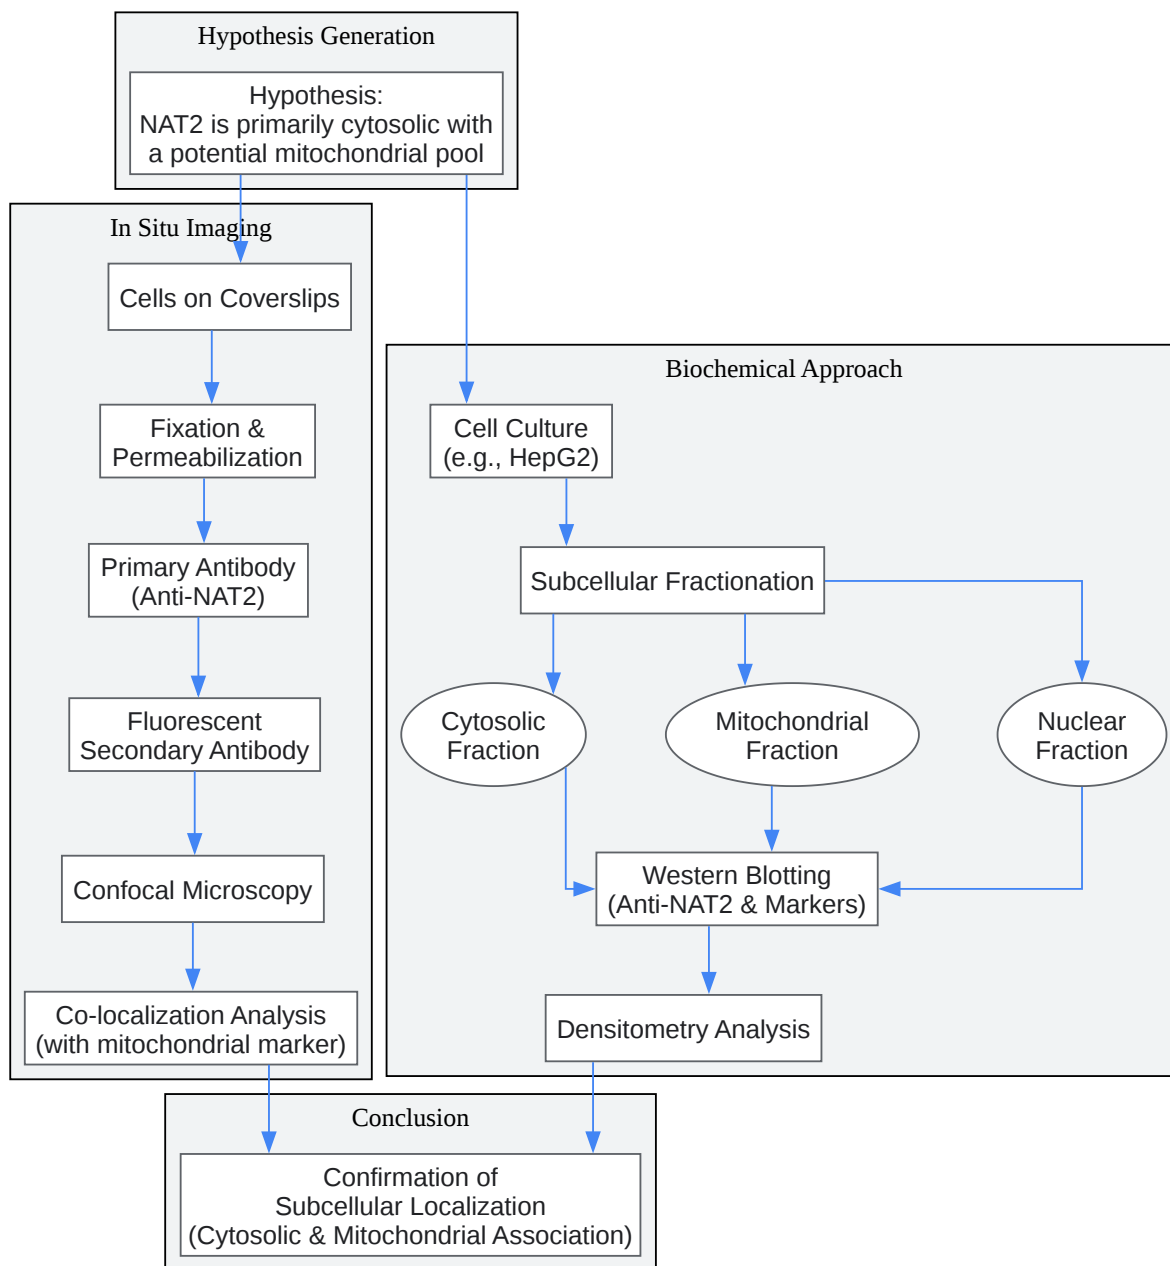 Hypothesis Generation
Hypothesis:
NAT2 is primarily cytosolic with
a potential mitochondrial pool
In Situ Imaging
Cells on Coverslips
Fixation &
Permeabilization
Primary Antibody
(Anti-NAT2)
Fluorescent
Secondary Antibody
Confocal Microscopy
Co-localization Analysis
(with mitochondrial marker)
Biochemical Approach
Cell Culture
(e.g., HepG2)
Subcellular Fractionation
Cytosolic
Fraction
Mitochondrial
Fraction
Nuclear
Fraction
Western Blotting
(Anti-NAT2 & Markers)
Densitometry Analysis
Conclusion
Confirmation of
Subcellular Localization
(Cytosolic & Mitochondrial Association)